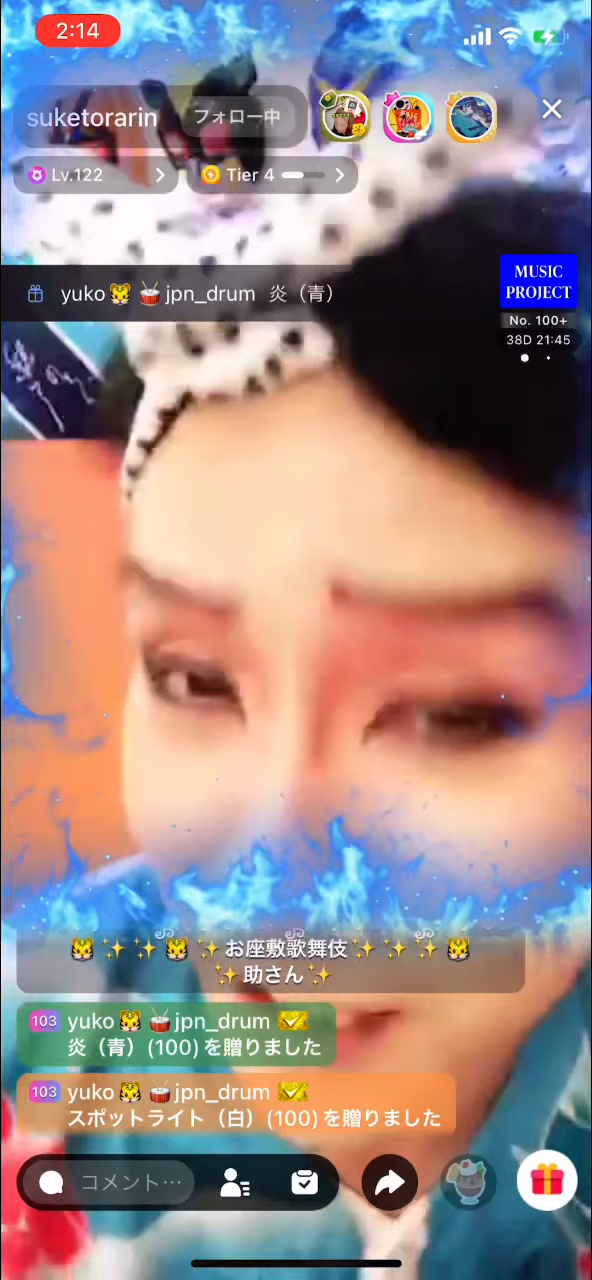 2:14
suketorarin フォロー中
Lv.122 Tier 4
yuko🐯🥁jpn_drum 炎（青）
MUSIC
PROJECT
No. 100+
38D 21:45
🐯✨✨🐯✨お座敷歌舞伎✨✨✨🐯
✨助さん✨
103 yuko🐯🥁jpn_drum
炎（青）(100)を贈りました
103 yuko🐯🥁jpn_drum
スポットライト（白）(100)を贈りました
コメント…